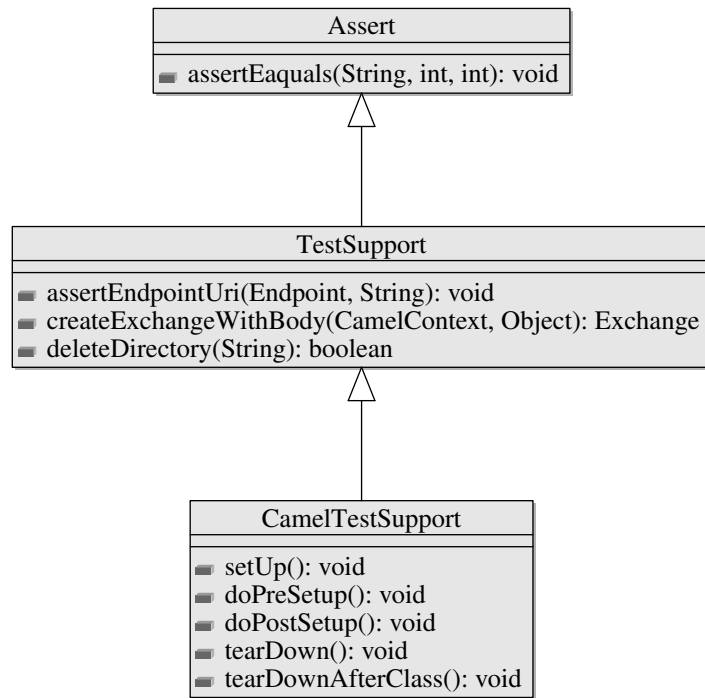 Assert
assertEaquals(String, int, int): void
TestSupport
assertEndpointUri(Endpoint, String): void
createExchangeWithBody(CamelContext, Object): Exchange
deleteDirectory(String): boolean
CamelTestSupport
setUp(): void
doPreSetup(): void
doPostSetup(): void
tearDown(): void
tearDownAfterClass(): void